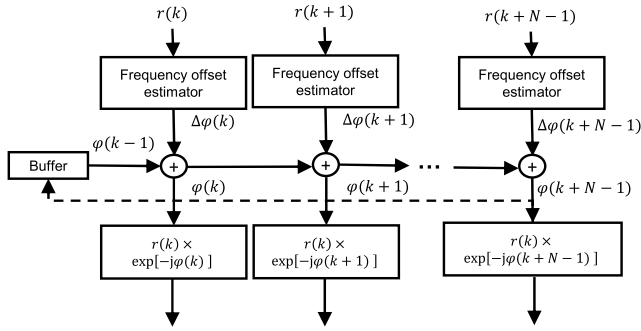 r(k)
r(k + 1)
r(k + N − 1)
Frequency offset
estimator
Frequency offset
estimator
Frequency offset
estimator
Δφ(k)
Δφ(k + 1)
Δφ(k + N − 1)
φ(k − 1)
Buffer
+
+
...
+
φ(k)
φ(k + 1)
φ(k + N − 1)
r(k) ×
exp[−jφ(k) ]
r(k) ×
exp[−jφ(k + 1) ]
r(k) ×
exp[−jφ(k + N − 1) ]